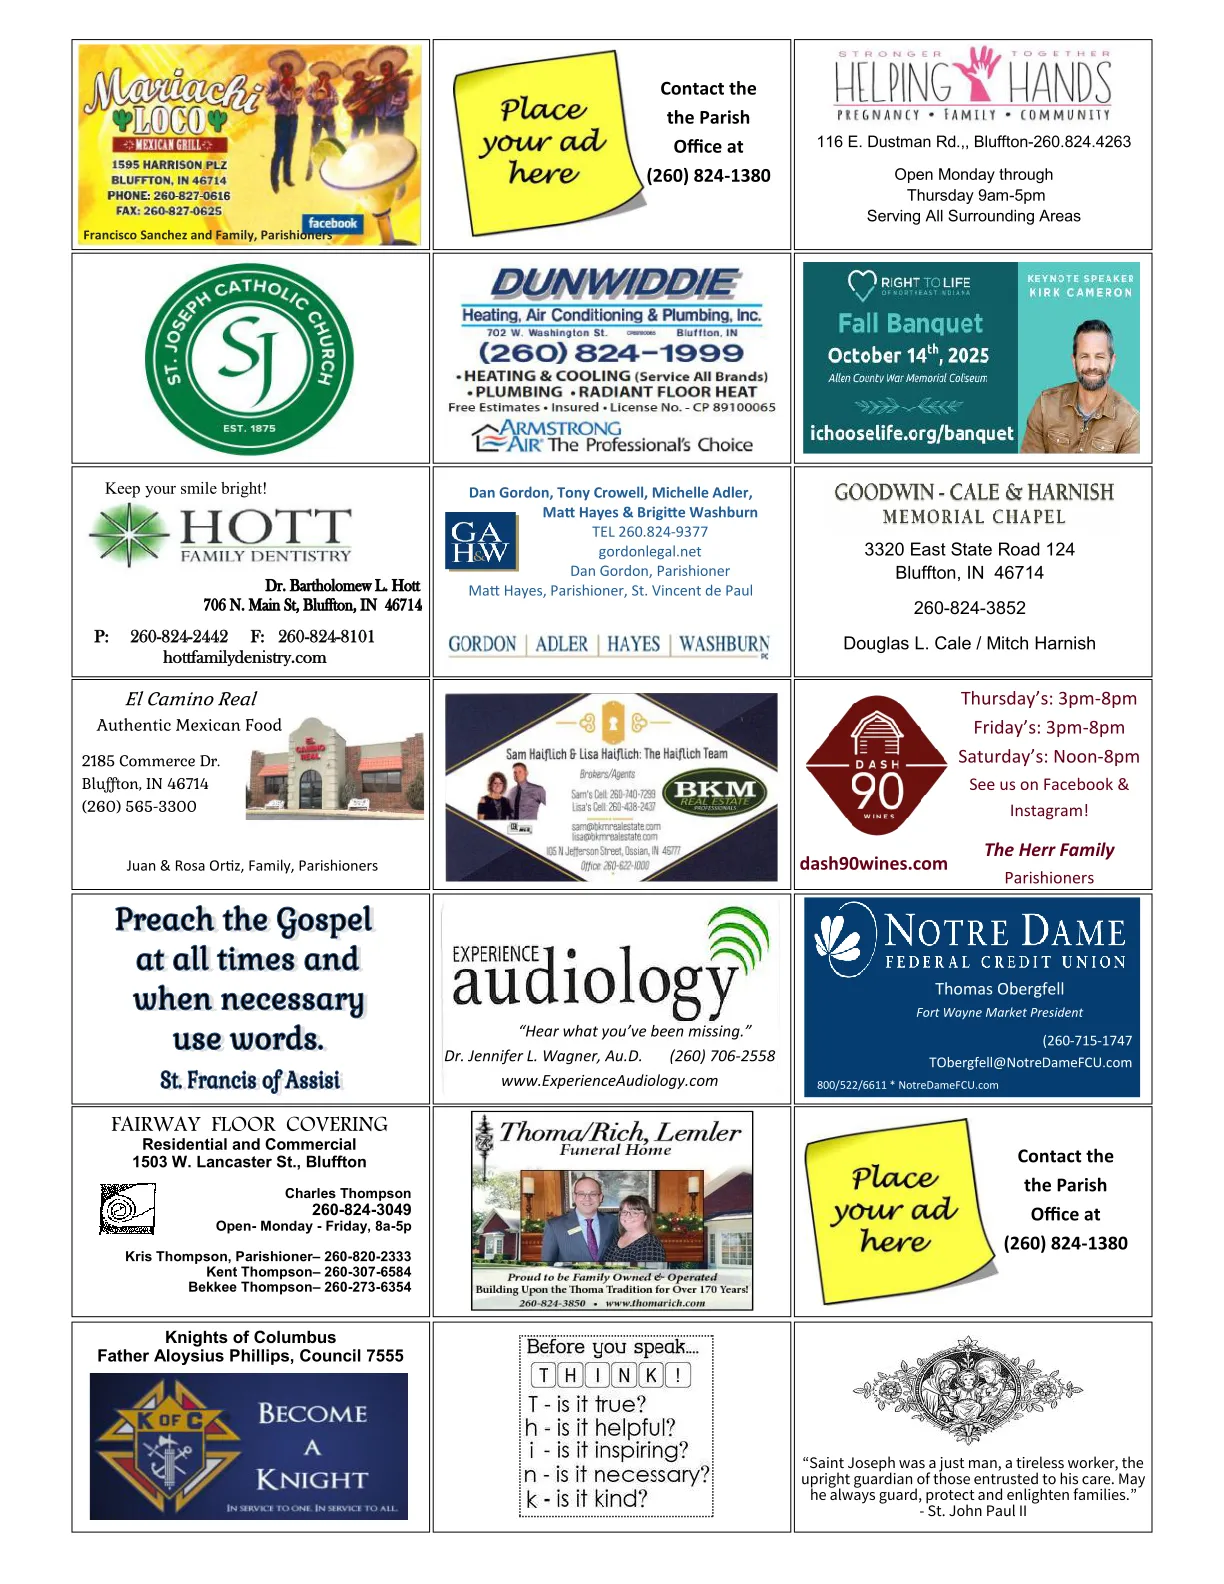 Mariachi
LOCO
MEXICAN GRILL
1595 HARRISON PLZ
BLUFFTON, IN 46714
PHONE: 260-827-0616
FAX: 260-827-0625
facebook
Francisco Sanchez and Family, Parishioners
Place
your ad
here
Contact the
the Parish
Office at
(260) 824-1380
STRONGER TOGETHER
HELPING HANDS
PREGNANCY • FAMILY • COMMUNITY
116 E. Dustman Rd.,, Bluffton-260.824.4263
Open Monday through
Thursday 9am-5pm
Serving All Surrounding Areas
ST. JOSEPH CATHOLIC CHURCH
SJ
EST. 1875
DUNWIDDIE
Heating, Air Conditioning & Plumbing, Inc.
702 W. Washington St. CP89100065 Bluffton, IN
(260) 824-1999
• HEATING & COOLING (Service All Brands)
• PLUMBING • RADIANT FLOOR HEAT
Free Estimates • Insured • License No. - CP 89100065
ARMSTRONG
AIR The Professional's Choice
RIGHT TO LIFE
OF NORTHEAST INDIANA
Fall Banquet
October 14th, 2025
Allen County War Memorial Coliseum
ichooselife.org/banquet
KEYNOTE SPEAKER
KIRK CAMERON
Keep your smile bright!
HOTT
FAMILY DENTISTRY
Dr. Bartholomew L. Hott
706 N. Main St, Bluffton, IN 46714
P: 260-824-2442 F: 260-824-8101
hottfamilydenistry.com
Dan Gordon, Tony Crowell, Michelle Adler,
Matt Hayes & Brigitte Washburn
GA
H&W
TEL 260.824-9377
gordonlegal.net
Dan Gordon, Parishioner
Matt Hayes, Parishioner, St. Vincent de Paul
GORDON | ADLER | HAYES | WASHBURN PC
GOODWIN - CALE & HARNISH
MEMORIAL CHAPEL
3320 East State Road 124
Bluffton, IN 46714
260-824-3852
Douglas L. Cale / Mitch Harnish
El Camino Real
Authentic Mexican Food
2185 Commerce Dr.
Bluffton, IN 46714
(260) 565-3300
EL
CAMINO
REAL
Juan & Rosa Ortiz, Family, Parishioners
Sam Haiflich & Lisa Haiflich: The Haiflich Team
Brokers/Agents
Sam's Cell: 260-740-7299
Lisa's Cell: 260-438-2437
sam@bkmrealestate.com
lisa@bkmrealestate.com
105 N Jefferson Street, Ossian, IN 46777
Office: 260-622-1000
BKM
REAL ESTATE
PROFESSIONALS
DASH
90
WINES
dash90wines.com
Thursday's: 3pm-8pm
Friday's: 3pm-8pm
Saturday's: Noon-8pm
See us on Facebook &
Instagram!
The Herr Family
Parishioners
Preach the Gospel
at all times and
when necessary
use words.
St. Francis of Assisi
EXPERIENCE
audiology
“Hear what you've been missing.”
Dr. Jennifer L. Wagner, Au.D. (260) 706-2558
www.ExperienceAudiology.com
NOTRE DAME
FEDERAL CREDIT UNION
Thomas Obergfell
Fort Wayne Market President
(260-715-1747
TObergfell@NotreDameFCU.com
800/522/6611 * NotreDameFCU.com
FAIRWAY FLOOR COVERING
Residential and Commercial
1503 W. Lancaster St., Bluffton
Charles Thompson
260-824-3049
Open- Monday - Friday, 8a-5p
Kris Thompson, Parishioner– 260-820-2333
Kent Thompson– 260-307-6584
Bekkee Thompson– 260-273-6354
Thoma/Rich, Lemler
Funeral Home
Proud to be Family Owned & Operated
Building Upon the Thoma Tradition for Over 170 Years!
260-824-3850 • www.thomarich.com
Place
your ad
here
Contact the
the Parish
Office at
(260) 824-1380
Knights of Columbus
Father Aloysius Phillips, Council 7555
K OF C
BECOME
A
KNIGHT
IN SERVICE TO ONE. IN SERVICE TO ALL.
Before you speak....
THINK!
T - is it true?
h - is it helpful?
i - is it inspiring?
n - is it necessary?
k - is it kind?
“Saint Joseph was a just man, a tireless worker, the
upright guardian of those entrusted to his care. May
he always guard, protect and enlighten families.”
- St. John Paul II